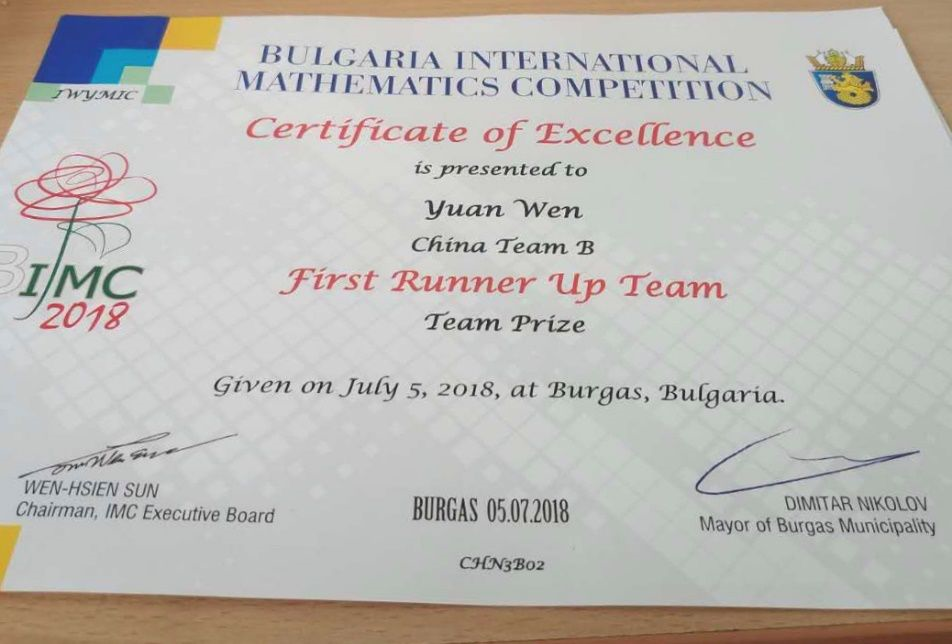 IWYMIC
BULGARIA INTERNATIONAL
MATHEMATICS COMPETITION
Certificate of Excellence
is presented to
Yuan Wen
China Team B
First Runner Up Team
Team Prize
BIMC
2018
Given on July 5, 2018, at Burgas, Bulgaria.
WEN-HSIEN SUN
Chairman, IMC Executive Board
BURGAS 05.07.2018
DIMITAR NIKOLOV
Mayor of Burgas Municipality
CHN3B02